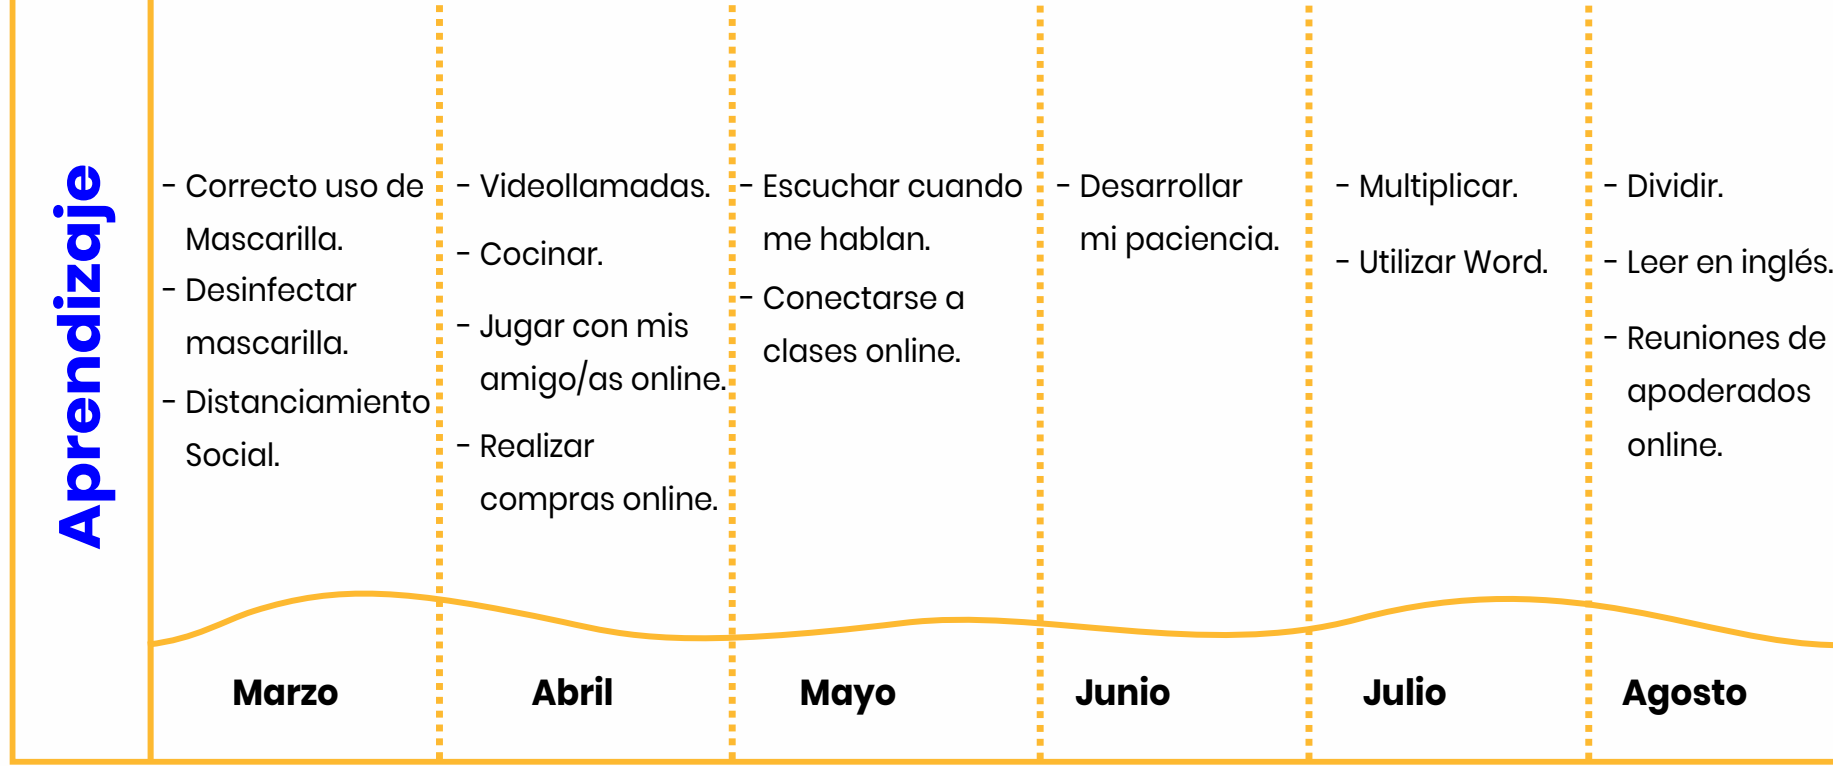 Aprendizaje
- Correcto uso de
Mascarilla.
- Desinfectar
mascarilla.
- Distanciamiento
Social.
- Videollamadas.
- Cocinar.
- Jugar con mis
amigo/as online.
- Realizar
compras online.
- Escuchar cuando
me hablan.
- Conectarse a
clases online.
- Desarrollar
mi paciencia.
- Multiplicar.
- Utilizar Word.
- Dividir.
- Leer en inglés.
- Reuniones de
apoderados
online.
Marzo
Abril
Mayo
Junio
Julio
Agosto